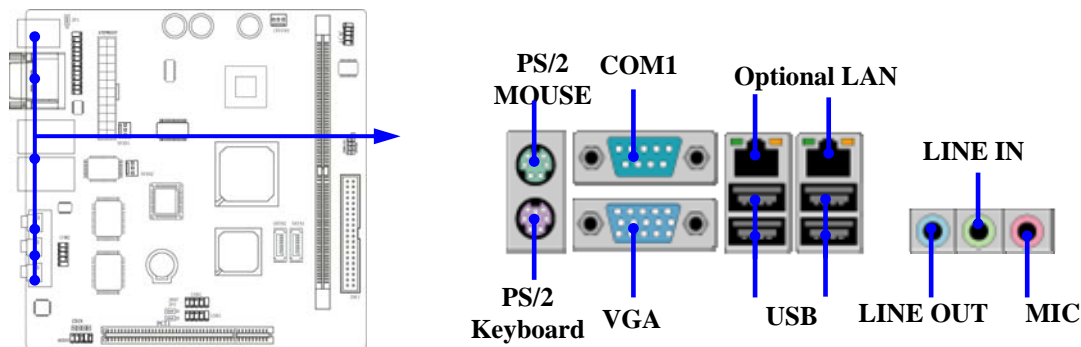 PS/2
MOUSE
COM1
Optional LAN
LINE IN
PS/2
Keyboard
VGA
USB
LINE OUT
MIC